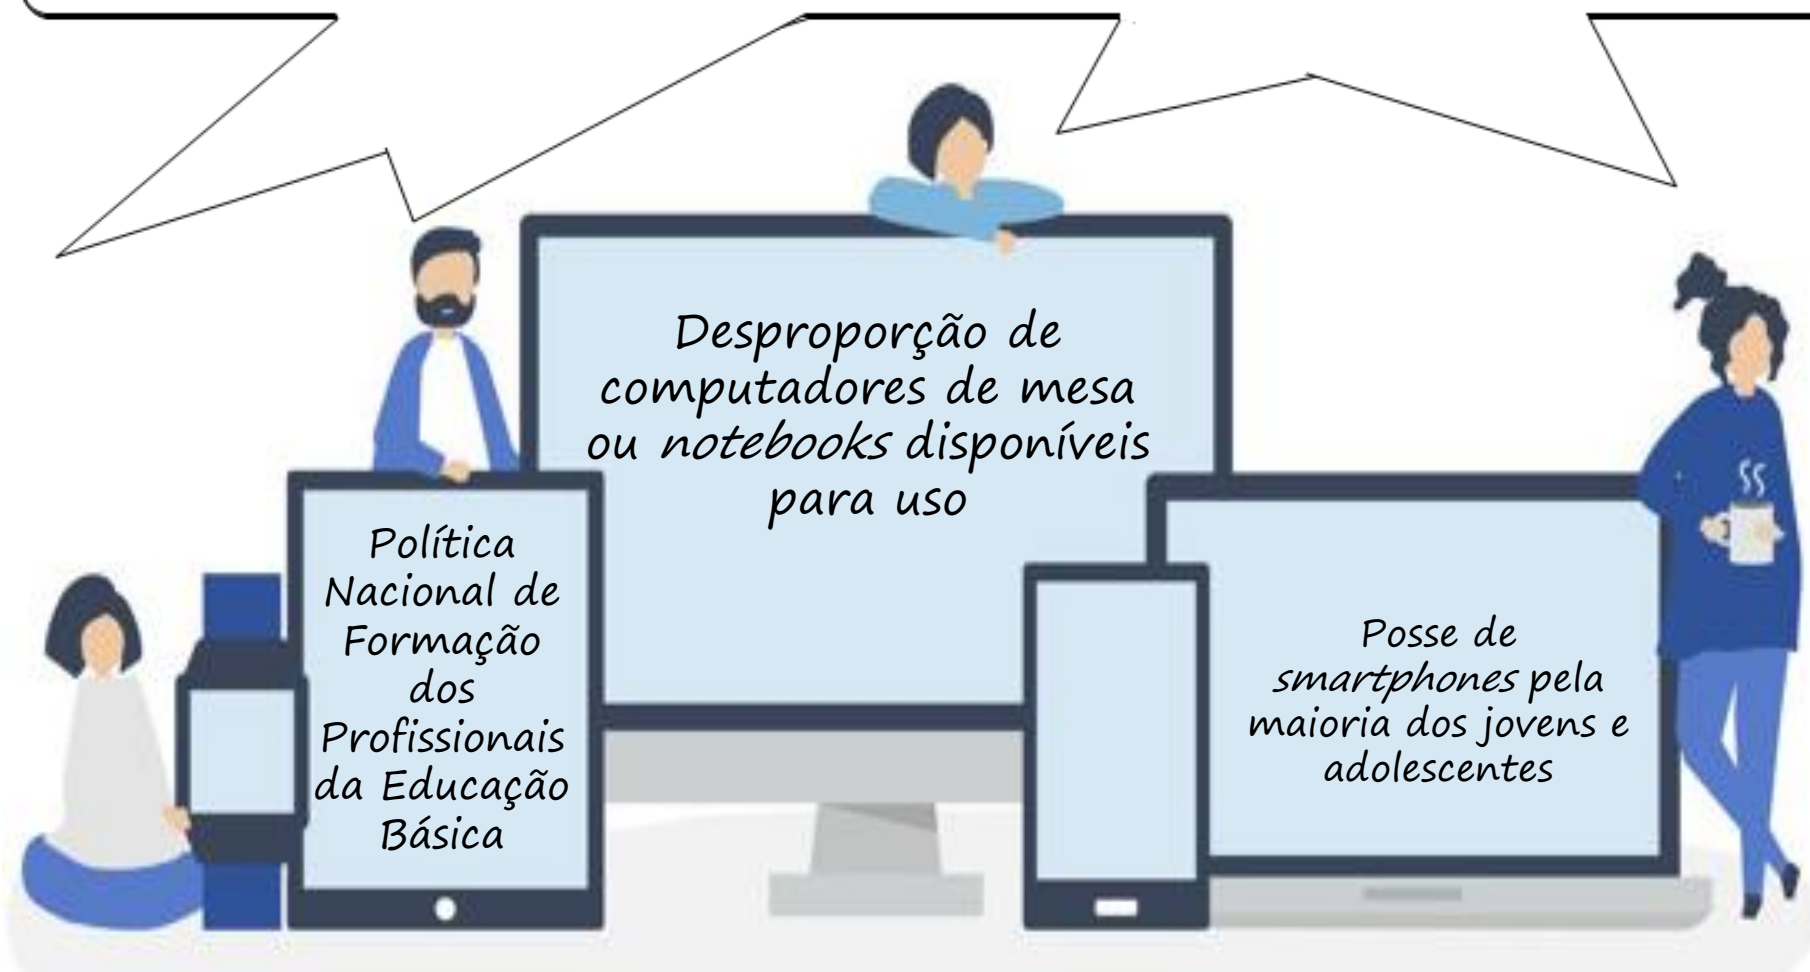 Desproporção de
computadores de mesa
ou notebooks disponíveis
para uso
Política
Nacional de
Formação
dos
Profissionais
da Educação
Básica
Posse de
smartphones pela
maioria dos jovens e
adolescentes